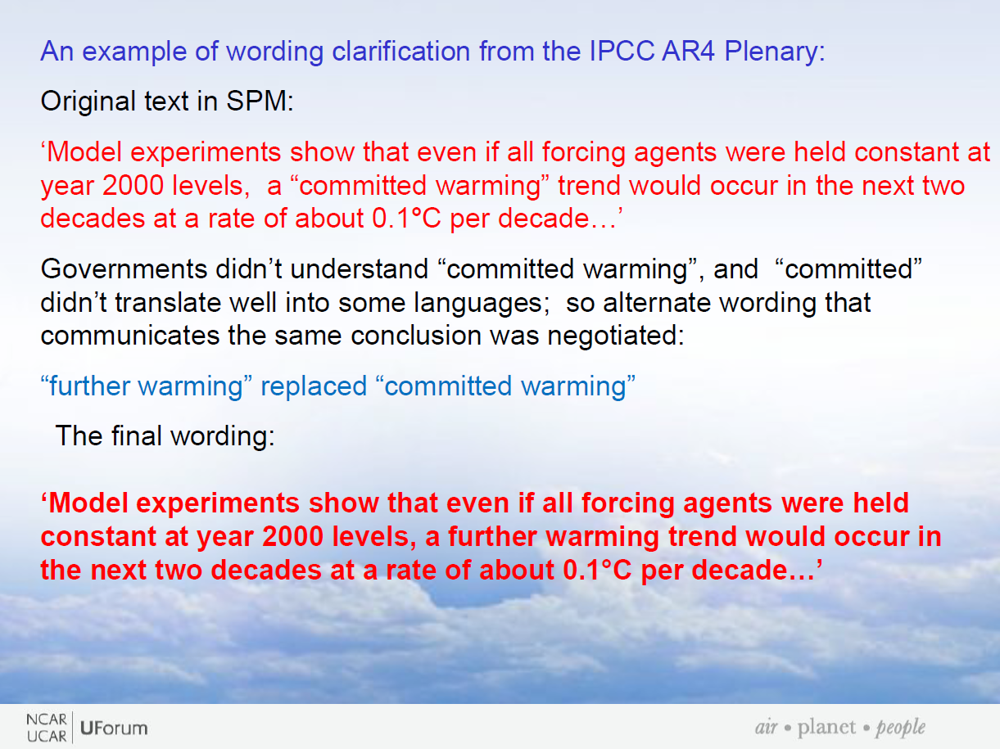 An example of wording clarification from the IPCC AR4 Plenary:
Original text in SPM:
‘Model experiments show that even if all forcing agents were held constant at
year 2000 levels,  a “committed warming” trend would occur in the next two
decades at a rate of about 0.1°C per decade…’
Governments didn’t understand “committed warming”, and  “committed”
didn’t translate well into some languages;  so alternate wording that
communicates the same conclusion was negotiated:
“further warming” replaced “committed warming”
The final wording:
‘Model experiments show that even if all forcing agents were held
constant at year 2000 levels, a further warming trend would occur in
the next two decades at a rate of about 0.1°C per decade…’
NCAR
UCAR
UForum
air • planet • people